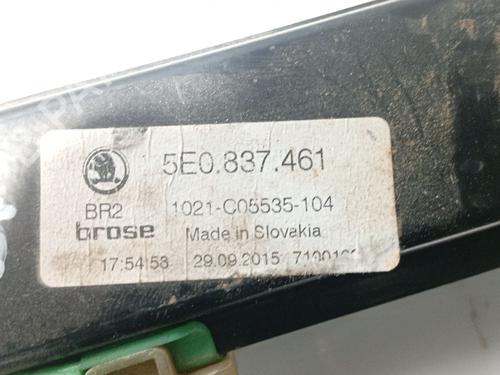 5E0.837.461
BR2
1021-C05535-104
brose
Made in Slovakia
17:54:53
29.09.2015